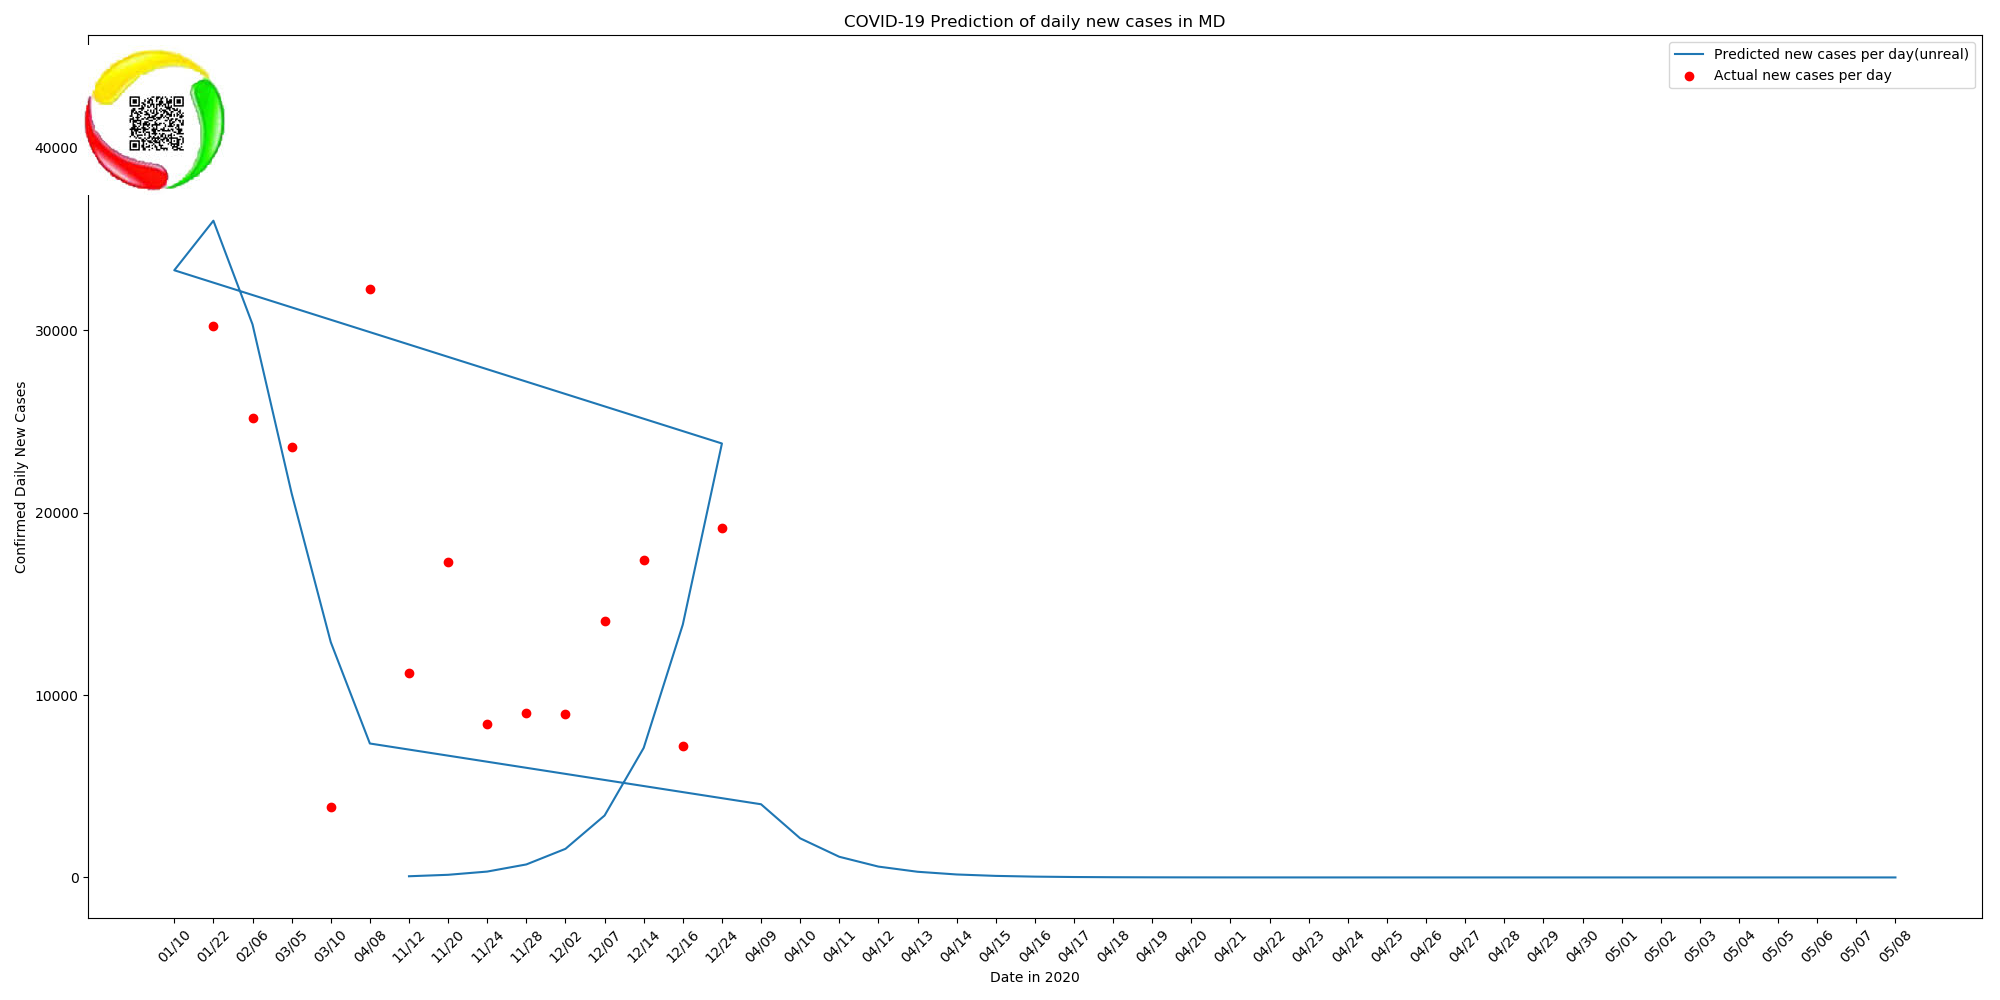 COVID-19 Prediction of daily new cases in MD
Predicted new cases per day(unreal)
Actual new cases per day
Confirmed Daily New Cases
40000
30000
20000
10000
0
01/10 01/22 02/06 03/05 03/10 04/08 11/12 11/20 11/24 11/28 12/02 12/07 12/14 12/16 12/24 04/09 04/10 04/11 04/12 04/13 04/14 04/15 04/16 04/17 04/18 04/19 04/20 04/21 04/22 04/23 04/24 04/25 04/26 04/27 04/28 04/29 04/30 05/01 05/02 05/03 05/04 05/05 05/06 05/07 05/08
Date in 2020